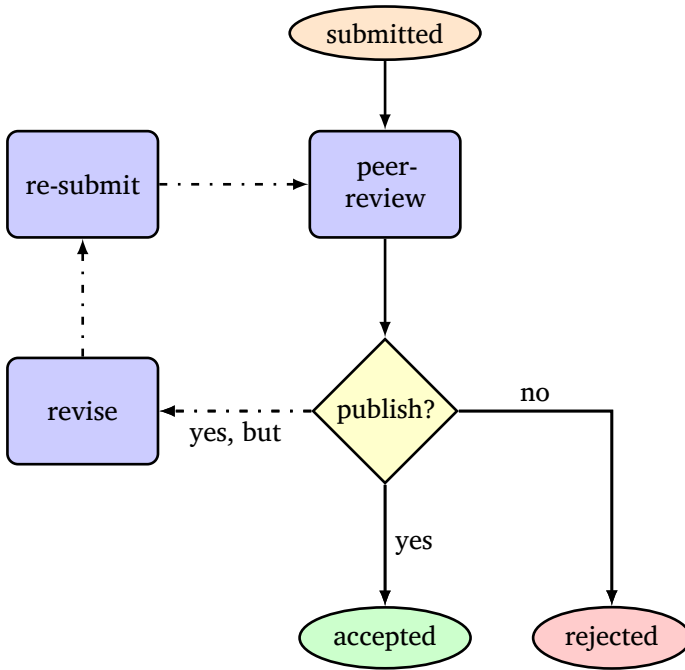 submitted
re-submit
peer-
review
revise
publish?
no
yes, but
yes
accepted
rejected